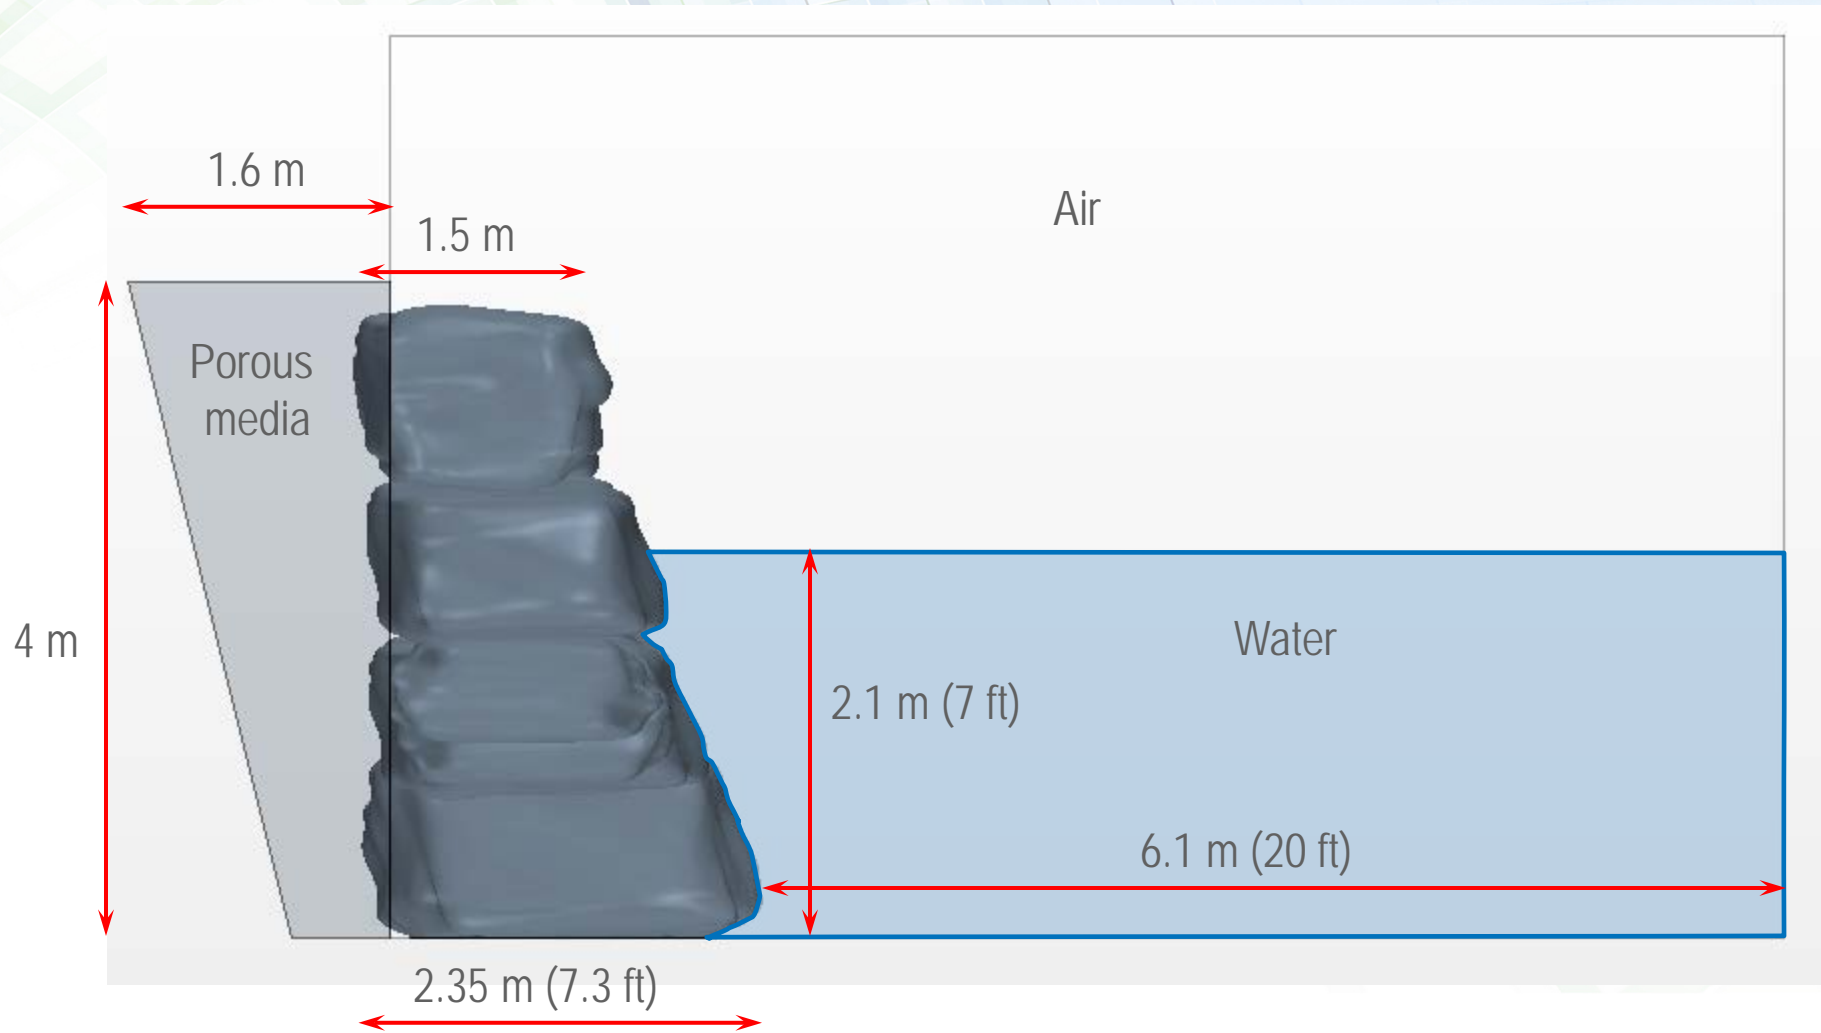 1.6 m
Air
1.5 m
Porous
media
4 m
Water
2.1 m (7 ft)
6.1 m (20 ft)
2.35 m (7.3 ft)